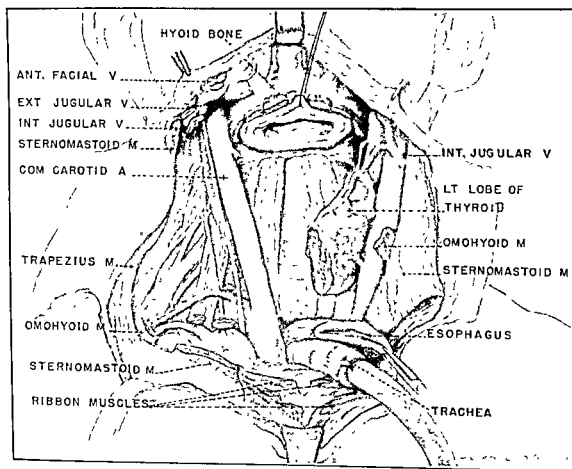 HYOID BONE
ANT. FACIAL V
EXT JUGULAR V
INT JUGULAR V
STERNOMASTOID M
COM CAROTID A
TRAPEZIUS M
OMOHYOID M
STERNOMASTOID M
RIBBON MUSCLES
INT. JUGULAR V
LT LOBE OF
THYROID
OMOHYOID M
STERNOMASTOID M
ESOPHAGUS
TRACHEA